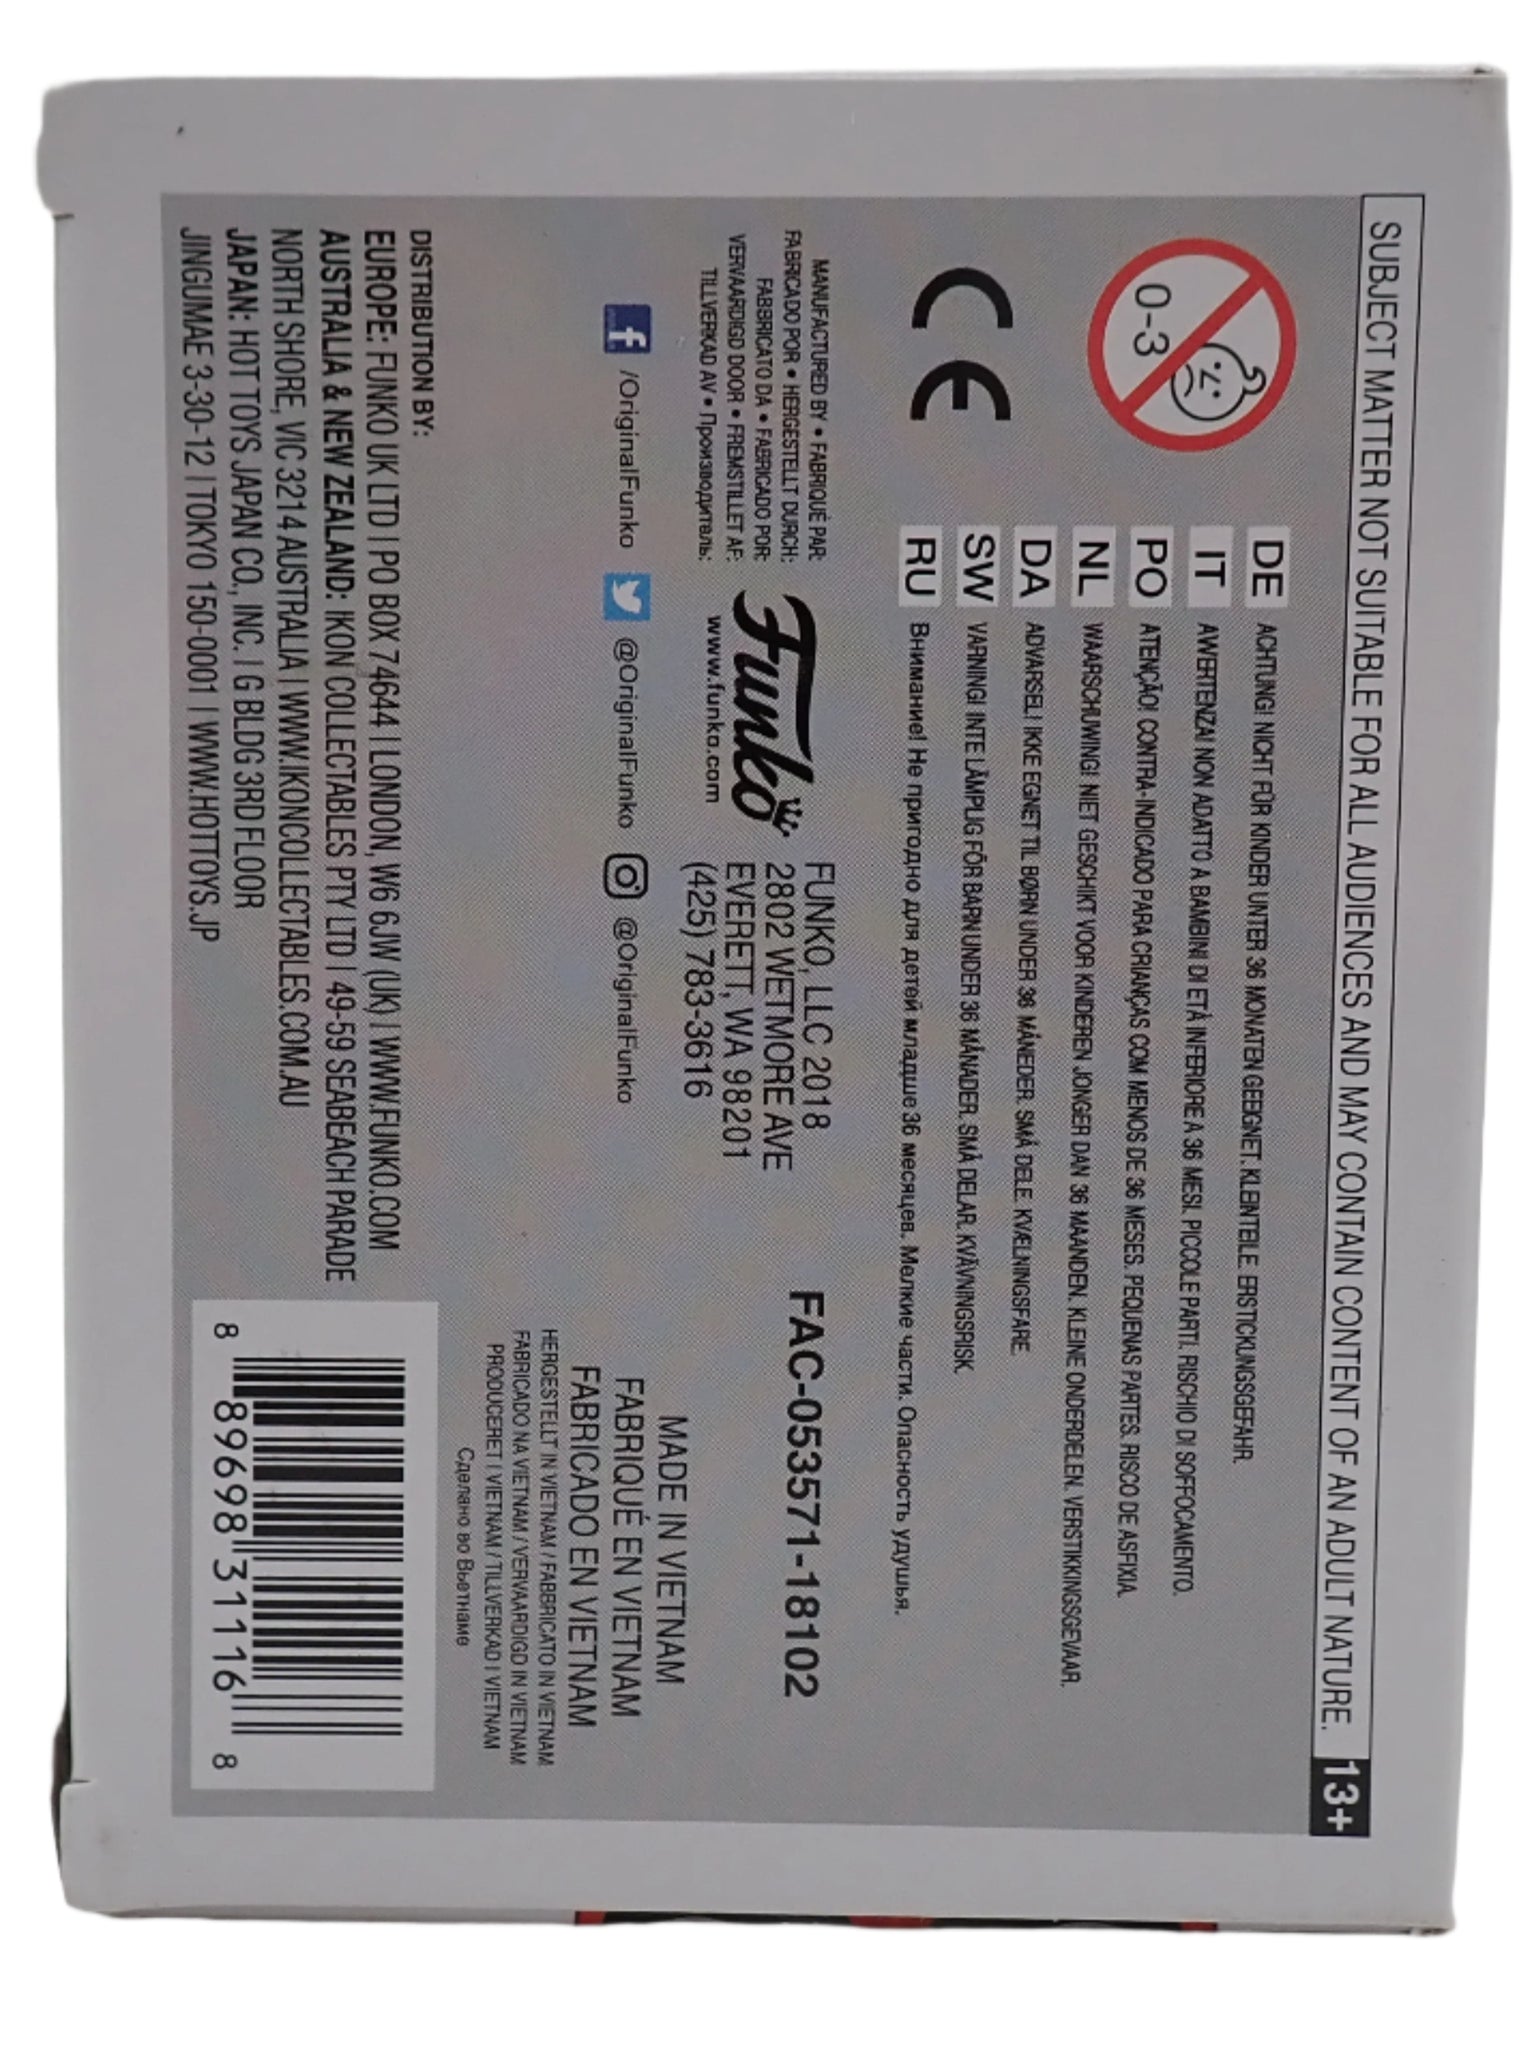 SUBJECT MATTER NOT SUITABLE FOR ALL AUDIENCES AND MAY CONTAIN CONTENT OF AN ADULT NATURE. 13+
0-3
DE ACHTUNG! NICHT FÜR KINDER UNTER 36 MONATEN GEEIGNET. KLEINTEILE. ERSTICKUNGSGEFAHR.
IT AVVERTENZA! NON ADATTO A BAMBINI DI ETÀ INFERIORE A 36 MESI. PICCOLE PARTI. RISCHIO DI SOFFOCAMENTO.
PO ATENÇÃO! CONTRA-INDICADO PARA CRIANÇAS COM MENOS DE 36 MESES. PEQUENAS PARTES. RISCO DE ASFIXIA.
NL WAARSCHUWING! NIET GESCHIKT VOOR KINDEREN JONGER DAN 36 MAANDEN. KLEINE ONDERDELEN. VERSTIKKINGSGEVAAR.
DA ADVARSEL! IKKE EGNET TIL BØRN UNDER 36 MÅNEDER. SMÅ DELE. KVÆLNINGSFARE.
SW VARNING! INTE LÄMPLIG FÖR BARN UNDER 36 MÅNADER. SMÅ DELAR. KVÄVNINGSRISK.
RU Внимание! Не пригодно для детей младше 36 месяцев. Мелкие части. Опасность удушья.
CE
MANUFACTURED BY • FABRIQUÉ PAR:
FABRICADO POR • HERGESTELLT DURCH:
FABBRICATO DA • FABRICADO POR:
VERVAARDIGD DOOR • FREMSTILLET AF:
TILLVERKAD AV • Производитель:
Funko
www.funko.com
FUNKO, LLC 2018
2802 WETMORE AVE
EVERETT, WA 98201
(425) 783-3616
FAC-053571-18102
/OriginalFunko @OriginalFunko @OriginalFunko
MADE IN VIETNAM
FABRIQUÉ EN VIETNAM
FABRICADO EN VIETNAM
HERGESTELLT IN VIETNAM / FABBRICATO IN VIETNAM
FABRICADO NA VIETNAM / VERVAARDIGD IN VIETNAM
PRODUCERET I VIETNAM / TILLVERKAD I VIETNAM
Сделано во Вьетнаме
DISTRIBUTION BY:
EUROPE: FUNKO UK LTD | PO BOX 74644 | LONDON, W6 6JW (UK) | WWW.FUNKO.COM
AUSTRALIA & NEW ZEALAND: IKON COLLECTABLES PTY LTD | 49-59 SEABEACH PARADE
NORTH SHORE, VIC 3214 AUSTRALIA | WWW.IKONCOLLECTABLES.COM.AU
JAPAN: HOT TOYS JAPAN CO., INC. | G BLDG 3RD FLOOR
JINGUMAE 3-30-12 | TOKYO 150-0001 | WWW.HOTTOYS.JP
8 89698 31116 8